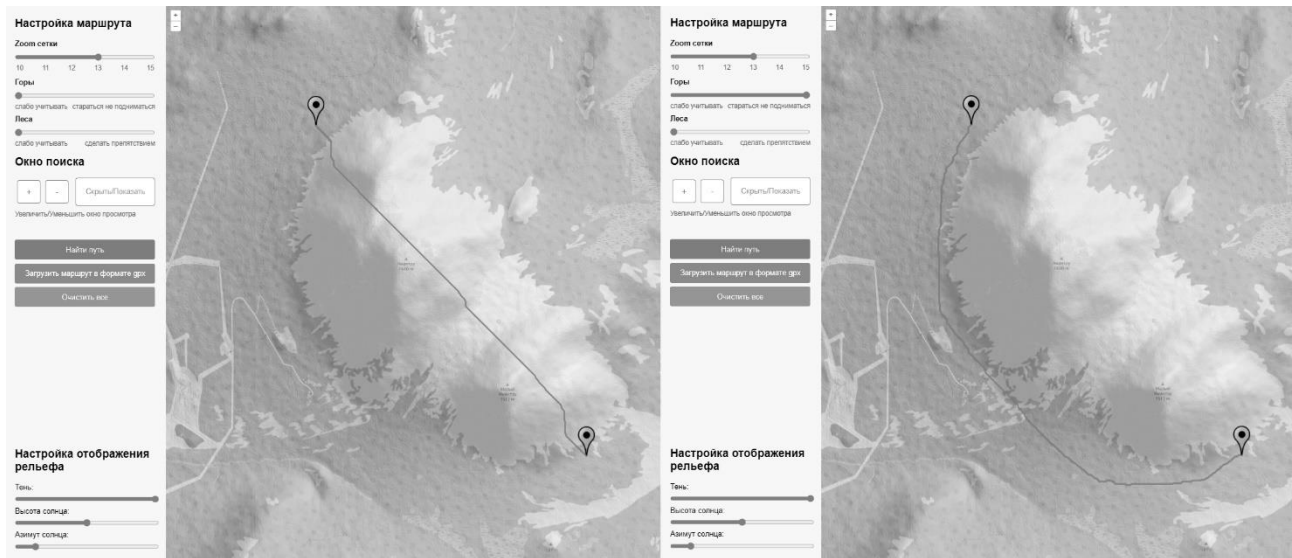 Настройка маршрута
Zoom сетки
10 11 12 13 14 15
Горы
слабо учитывать стараться не подниматься
Леса
слабо учитывать сделать препятствием
Окно поиска
+ - Скрыть/Показать
Увеличить/Уменьшить окно просмотра
Найти путь
Загрузить маршрут в формате gpx
Очистить все
Настройка отображения
рельефа
Тень:
Высота солнца:
Азимут солнца:
+
−
Настройка маршрута
Zoom сетки
10 11 12 13 14 15
Горы
слабо учитывать стараться не подниматься
Леса
слабо учитывать сделать препятствием
Окно поиска
+ - Скрыть/Показать
Увеличить/Уменьшить окно просмотра
Найти путь
Загрузить маршрут в формате gpx
Очистить все
Настройка отображения
рельефа
Тень:
Высота солнца:
Азимут солнца:
+
−